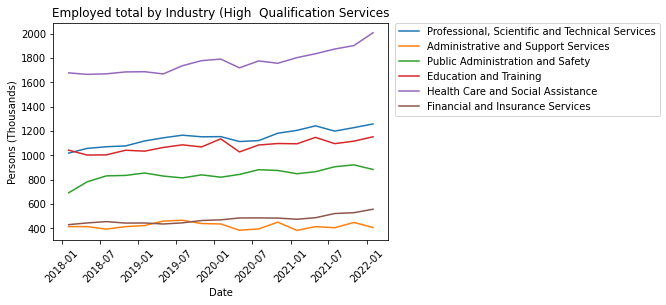 Employed total by Industry (High  Qualification Services
Professional, Scientific and Technical Services
Administrative and Support Services
Public Administration and Safety
Education and Training
Health Care and Social Assistance
Financial and Insurance Services
Persons (Thousands)
2000
1800
1600
1400
1200
1000
800
600
400
2018-01
2018-07
2019-01
2019-07
2020-01
2020-07
2021-01
2021-07
2022-01
Date